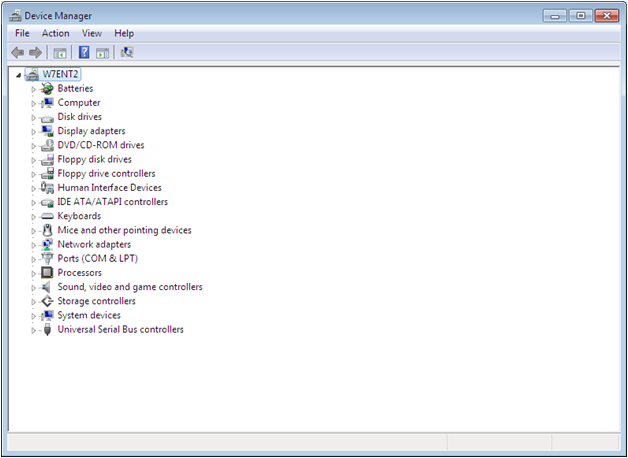 Device Manager
File Action View Help
W7ENT2
Batteries
Computer
Disk drives
Display adapters
DVD/CD-ROM drives
Floppy disk drives
Floppy drive controllers
Human Interface Devices
IDE ATA/ATAPI controllers
Keyboards
Mice and other pointing devices
Network adapters
Ports (COM & LPT)
Processors
Sound, video and game controllers
Storage controllers
System devices
Universal Serial Bus controllers